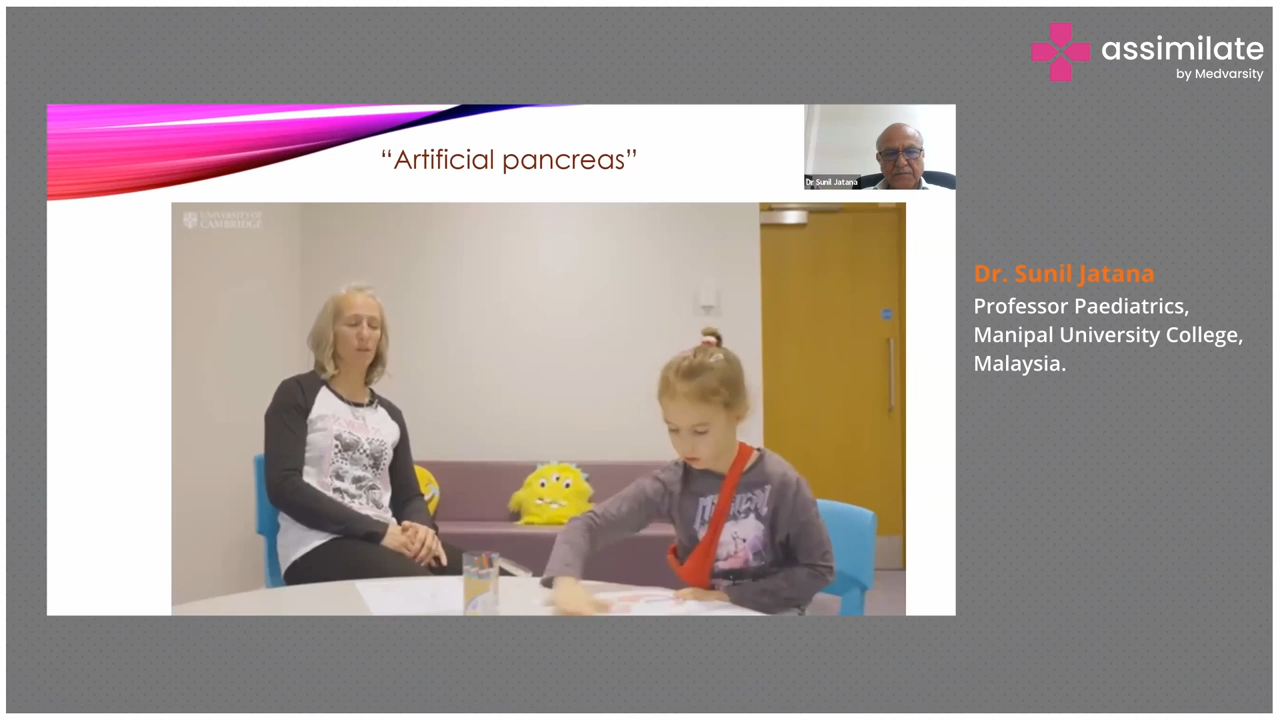 assimilate
by Medvarsity
“Artificial pancreas”
Dr Sunil Jatana
UNIVERSITY OF
CAMBRIDGE
Dr. Sunil Jatana
Professor Paediatrics,
Manipal University College,
Malaysia.